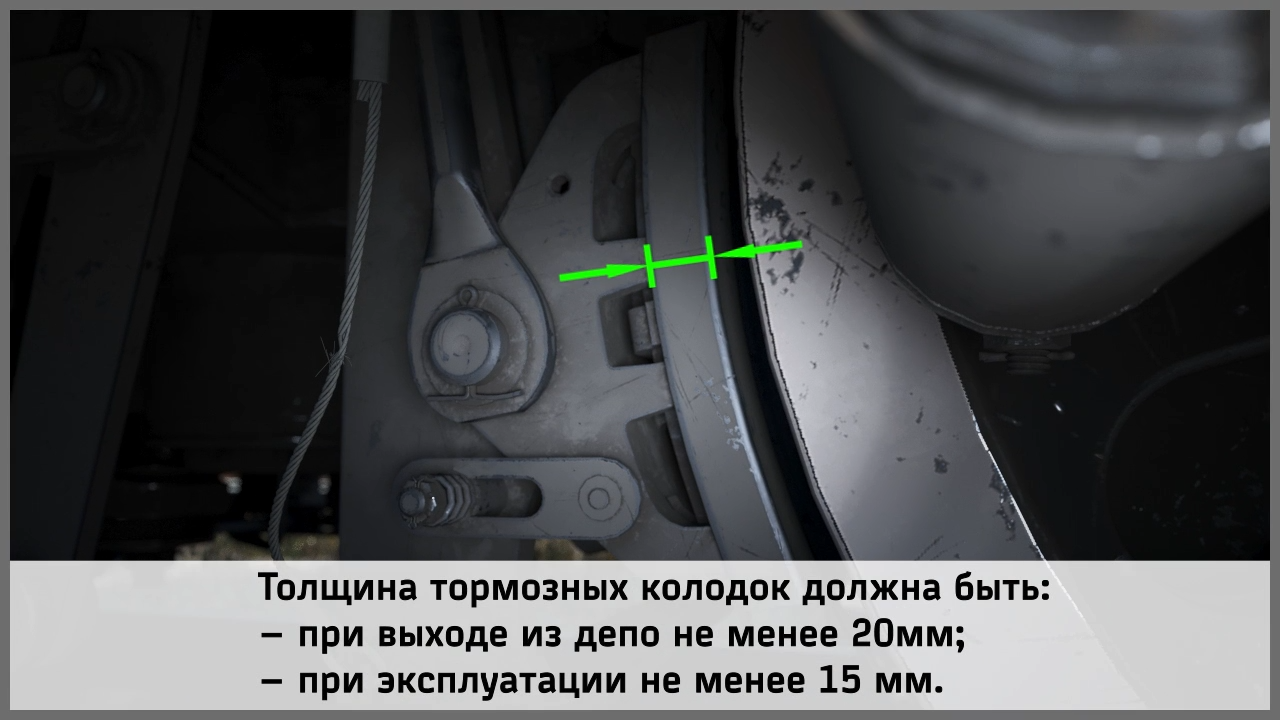 Толщина тормозных колодок должна быть:
– при выходе из депо не менее 20мм;
– при эксплуатации не менее 15 мм.